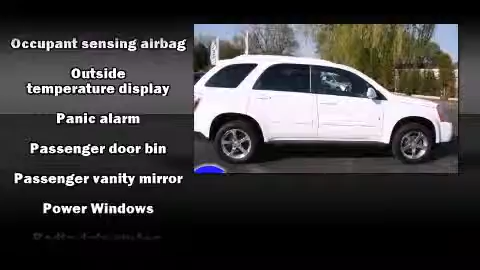 Occupant sensing airbag
Outside
temperature display
Panic alarm
Passenger door bin
Passenger vanity mirror
Power Windows